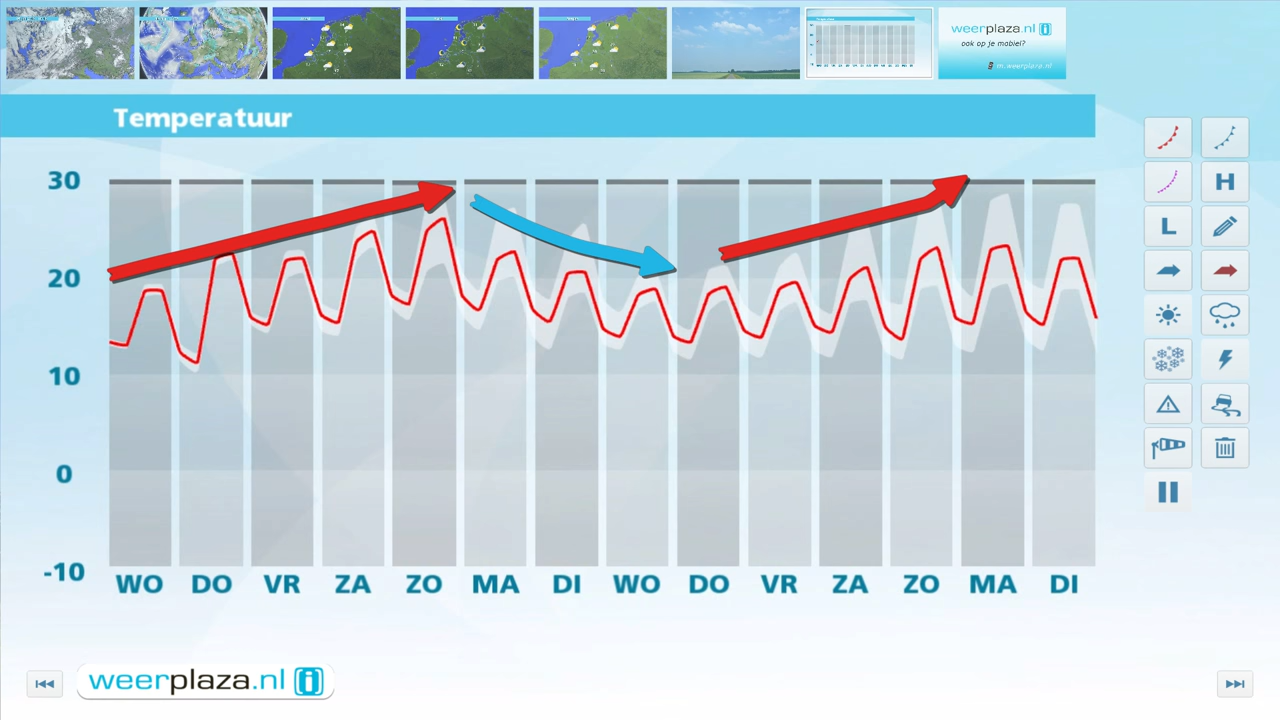 weerplaza.nl
ook op je mobiel?
m.weerplaza.nl
Temperatuur
30
20
10
0
-10
WO DO VR ZA ZO MA DI WO DO VR ZA ZO MA DI
H
L
weerplaza.nl